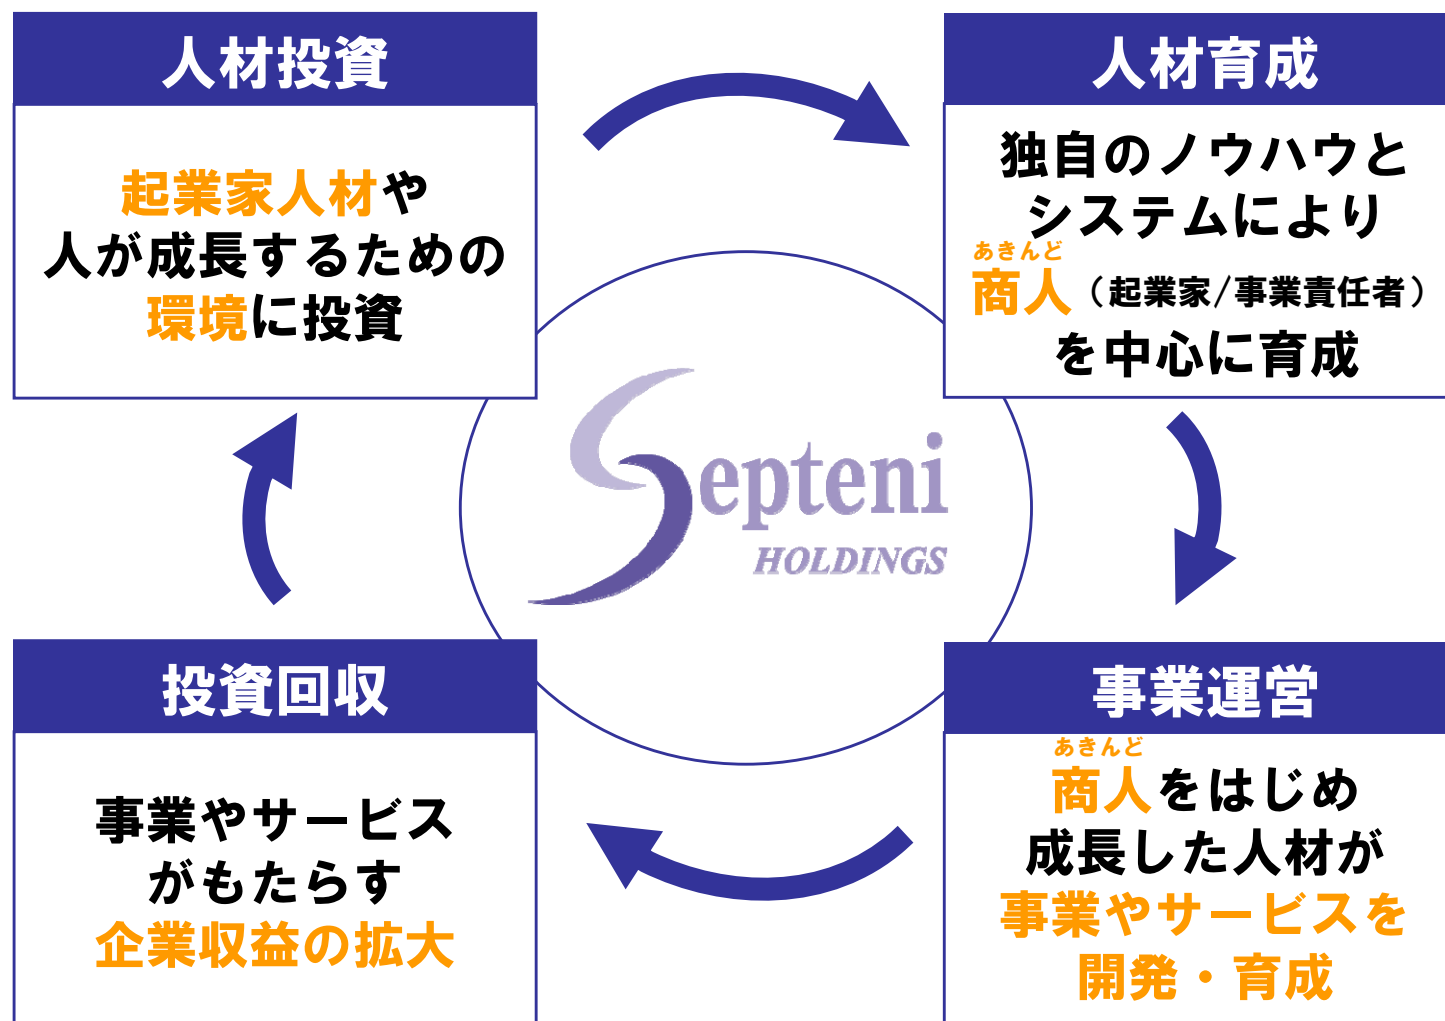 人材投資
起業家人材や
人が成長するための
環境に投資
人材育成
独自のノウハウと
システムにより
あきんど
商人（起業家/事業責任者）
を中心に育成
Septeni
HOLDINGS
投資回収
事業やサービス
がもたらす
企業収益の拡大
事業運営
あきんど
商人をはじめ
成長した人材が
事業やサービスを
開発・育成